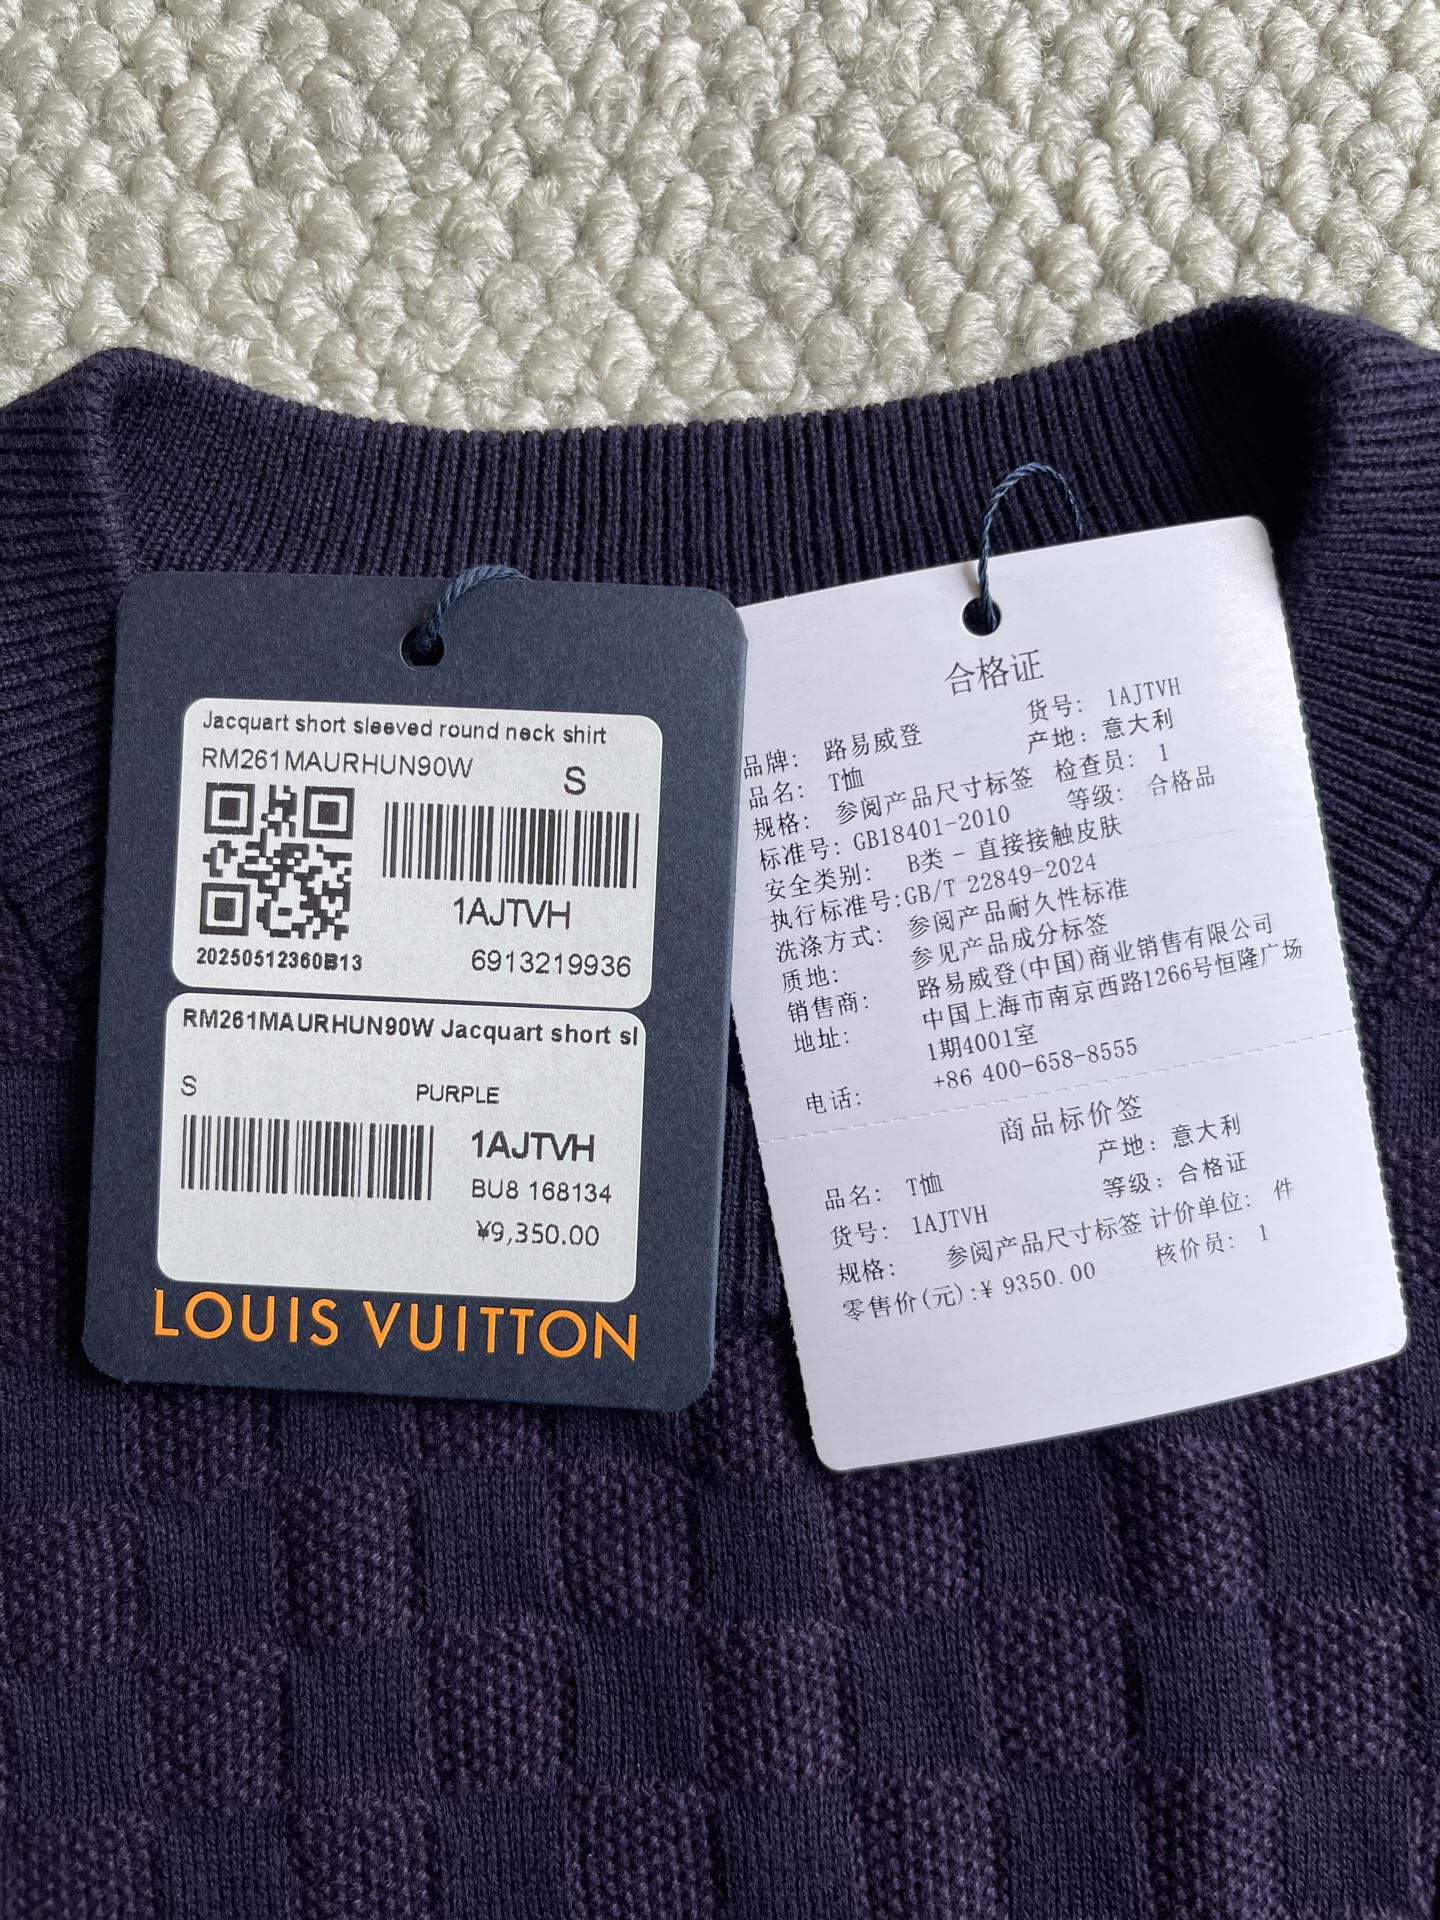 Jacquart short sleeved round neck shirt
RM261MAURHUN90W
S
1AJTVH
20250512360B13
6913219936
RM261MAURHUN90W Jacquart short sl
S PURPLE
1AJTVH
BU8 168134
¥9,350.00
LOUIS VUITTON
合格证
品牌: 路易威登 货号: 1AJTVH
品名: T恤 产地: 意大利
规格: 参阅产品尺寸标签 检查员: 1
标准号: GB18401-2010 等级: 合格品
安全类别: B类 - 直接接触皮肤
执行标准号:GB/T 22849-2024
洗涤方式: 参阅产品耐久性标准
质地: 参见产品成分标签
销售商: 路易威登(中国)商业销售有限公司
地址: 中国上海市南京西路1266号恒隆广场
1期4001室
电话: +86 400-658-8555
商品标价签
品名: T恤 产地: 意大利
货号: 1AJTVH 等级: 合格证
规格: 参阅产品尺寸标签 计价单位: 件
零售价(元):¥ 9350.00 核价员: 1